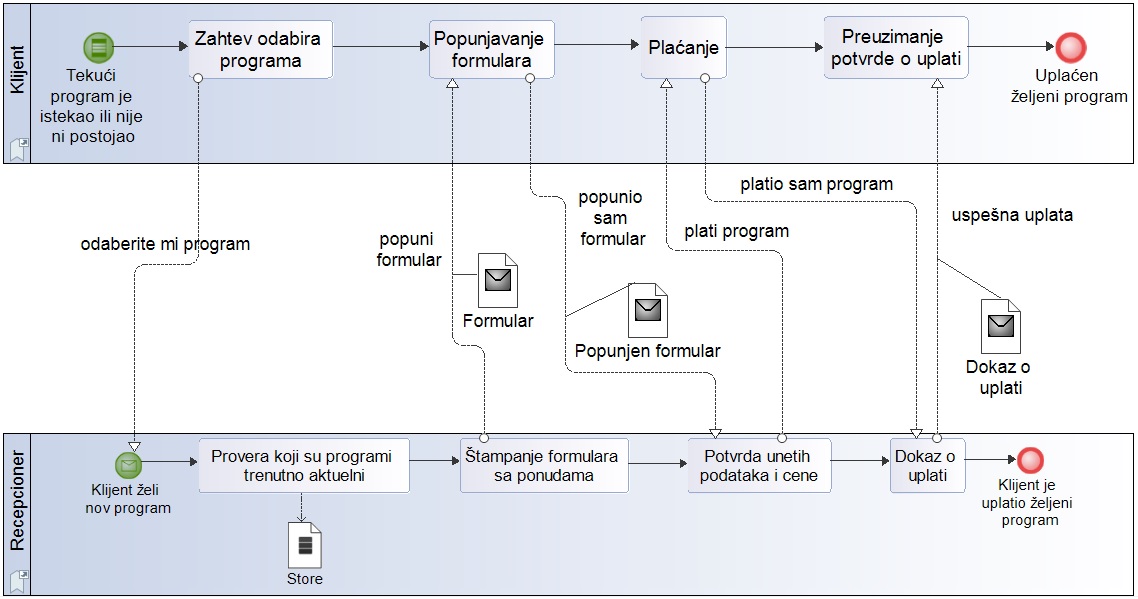 Klijent
Tekući
program je
istekao ili nije
ni postojao
Zahtev odabira
programa
Popunjavanje
formulara
Plaćanje
Preuzimanje
potvrde o uplati
Uplaćen
željeni program
odaberite mi program
popuni
formular
Formular
popunio
sam
formular
Popunjen formular
plati program
platio sam program
uspešna uplata
Dokaz o
uplati
Recepcioner
Klijent želi
nov program
Provera koji su programi
trenutno aktuelni
Store
Štampanje formulara
sa ponudama
Potvrda unetih
podataka i cene
Dokaz o
uplati
Klijent je
uplatio željeni
program